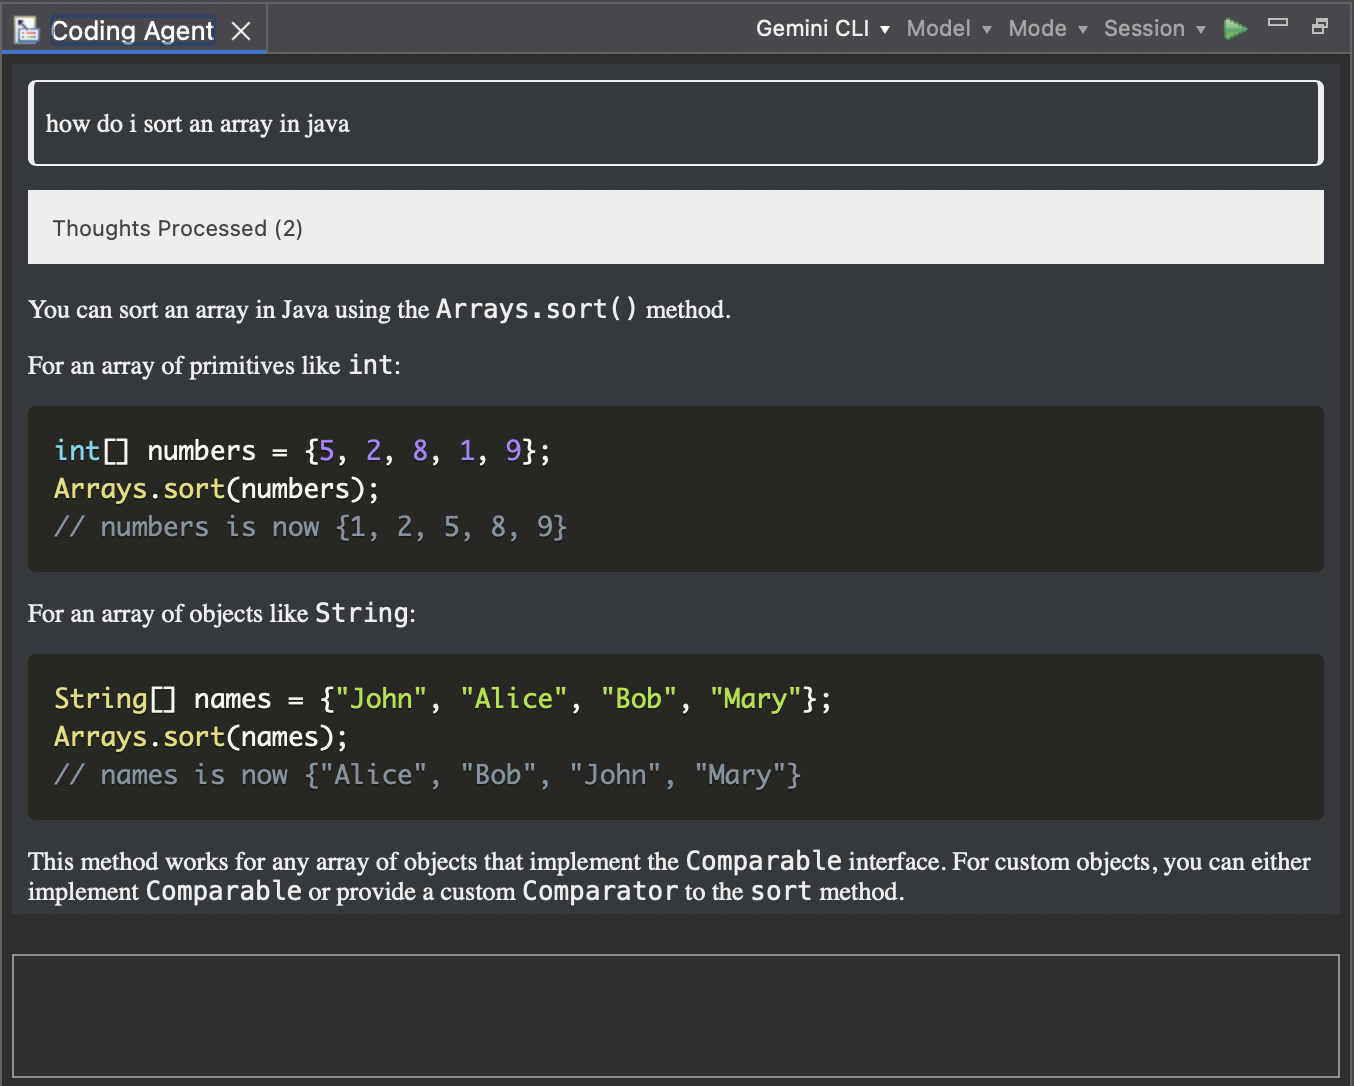 Coding Agent
Gemini CLI Model Mode Session
how do i sort an array in java
Thoughts Processed (2)
You can sort an array in Java using the Arrays.sort() method.
For an array of primitives like int:
int[] numbers = {5, 2, 8, 1, 9};
Arrays.sort(numbers);
// numbers is now {1, 2, 5, 8, 9}
For an array of objects like String:
String[] names = {"John", "Alice", "Bob", "Mary"};
Arrays.sort(names);
// names is now {"Alice", "Bob", "John", "Mary"}
This method works for any array of objects that implement the Comparable interface. For custom objects, you can either
implement Comparable or provide a custom Comparator to the sort method.